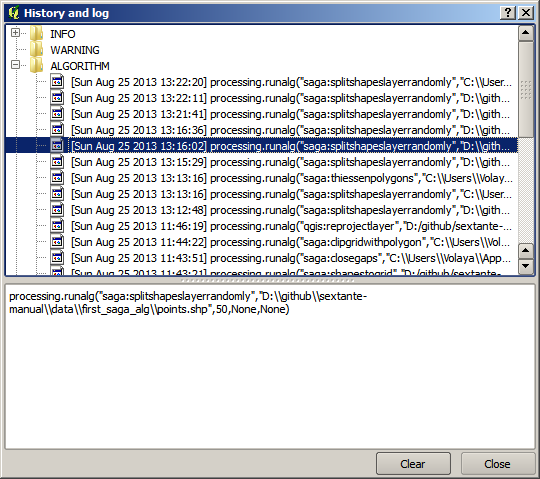 History and log
INFO
WARNING
ALGORITHM
[Sun Aug 25 2013 13:22:20] processing.runalg("saga:splitshapeslayerrandomly","C:\\User...
[Sun Aug 25 2013 13:22:11] processing.runalg("saga:splitshapeslayerrandomly","D:\\gith...
[Sun Aug 25 2013 13:21:41] processing.runalg("saga:splitshapeslayerrandomly","D:\\gith...
[Sun Aug 25 2013 13:16:36] processing.runalg("saga:splitshapeslayerrandomly","D:\\gith...
[Sun Aug 25 2013 13:16:02] processing.runalg("saga:splitshapeslayerrandomly","D:\\gith...
[Sun Aug 25 2013 13:15:29] processing.runalg("saga:splitshapeslayerrandomly","D:\\gith...
[Sun Aug 25 2013 13:13:16] processing.runalg("saga:thiessenpolygons","C:\\Users\\Volay...
[Sun Aug 25 2013 13:13:16] processing.runalg("saga:splitshapeslayerrandomly","C:\\User...
[Sun Aug 25 2013 13:12:48] processing.runalg("saga:splitshapeslayerrandomly","D:\\gith...
[Sun Aug 25 2013 11:46:19] processing.runalg("qgis:reprojectlayer","D:/github/sextante-...
[Sun Aug 25 2013 11:44:22] processing.runalg("saga:clipgridwithpolygon","C:\\Users\\Vol...
[Sun Aug 25 2013 11:43:51] processing.runalg("saga:closegaps","C:\\Users\\Volaya\\App...
[Sun Aug 25 2013 11:43:21] processing.runalg("saga:shapestogrid","D:/github/sextante-...
processing.runalg("saga:splitshapeslayerrandomly","D:\\github\\sextante-
manual\\data\\first_saga_alg\\points.shp",50,None,None)
Clear
Close